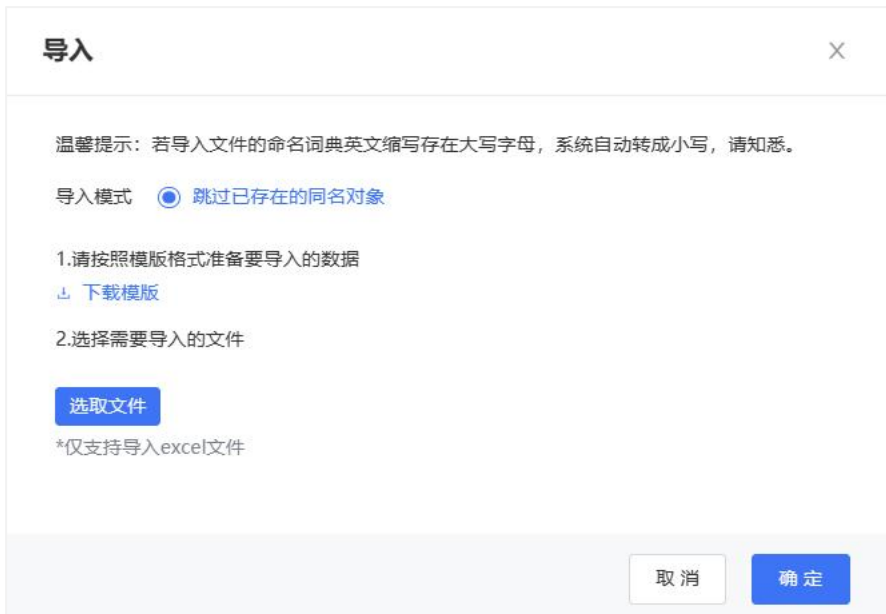 导入
温馨提示：若导入文件的命名词典英文缩写存在大写字母，系统自动转成小写，请知悉。
导入模式 跳过已存在的同名对象
1.请按照模版格式准备要导入的数据
下载模版
2.选择需要导入的文件
选取文件
*仅支持导入excel文件
取消 确定